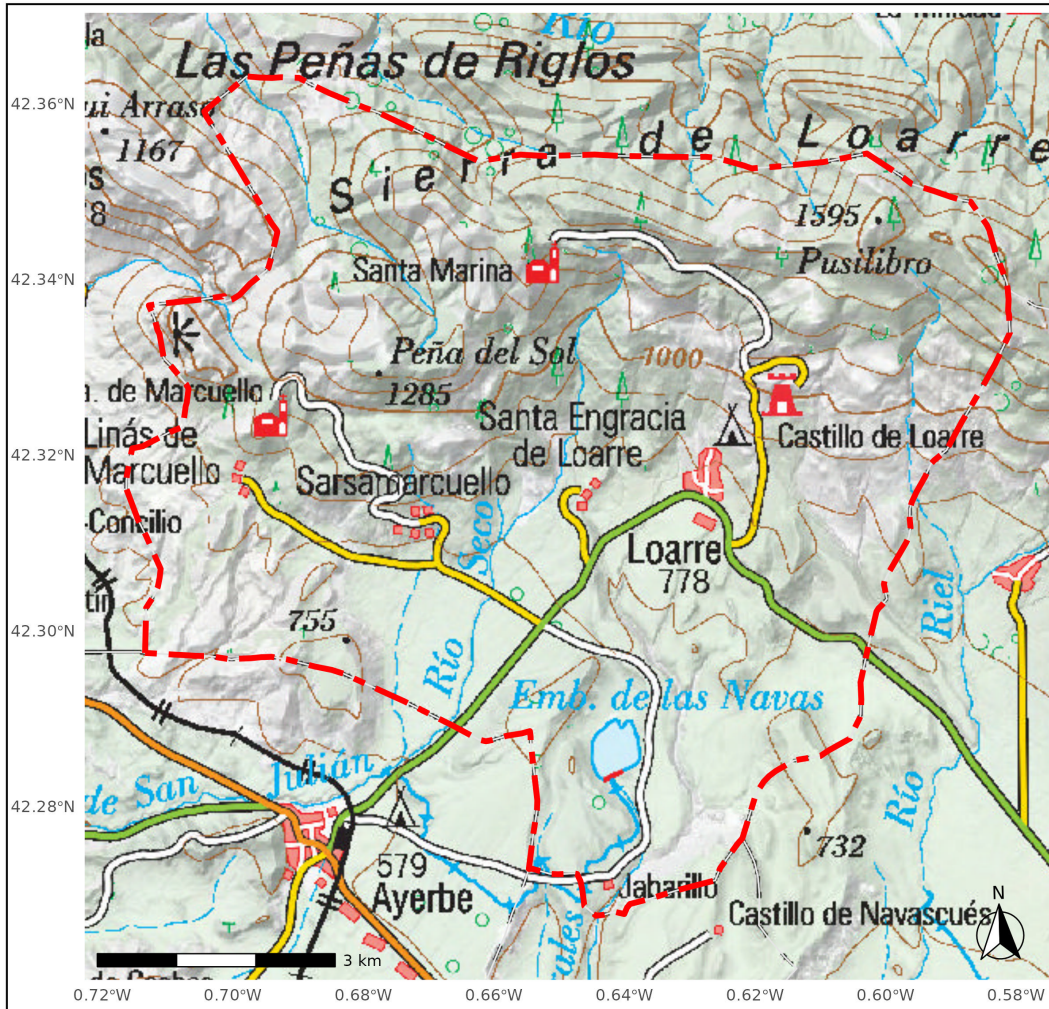 42.36°N
42.34°N
42.32°N
42.30°N
42.28°N
Río
Las Peñas de Riglos
1167
Sierra de Loarre
1595
Pusilibro
Santa Marina
Peña del Sol
1285
1000
a. de Marcuello
Linás de
Marcuello
Santa Engracia
de Loarre
Castillo de Loarre
Sarsamarcuello
-Concilio
Río Seco
Loarre
778
755
Río Riel
Emb. de las Navas
de San Julián
732
579
Ayerbe
Jabarillo
Castillo de Navascués
N
3 km
0.72°W
0.70°W
0.68°W
0.66°W
0.64°W
0.62°W
0.60°W
0.58°W